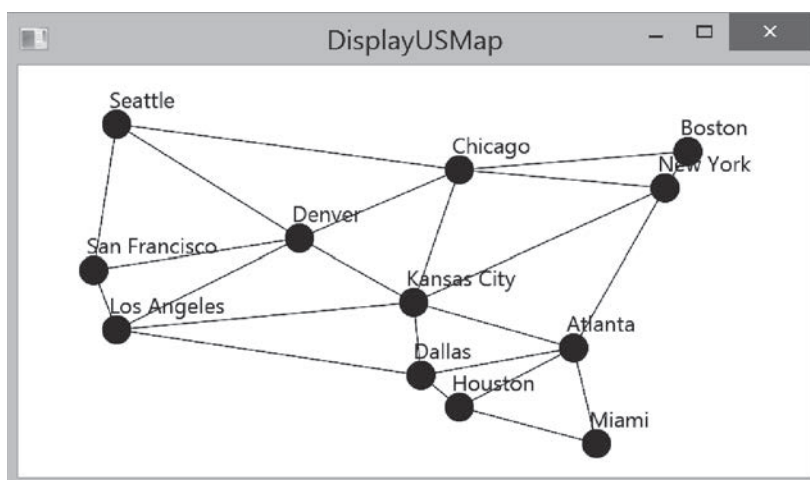 DisplayUSMap
Seattle
Boston
Chicago
New York
Denver
San Francisco
Kansas City
Los Angeles
Atlanta
Dallas
Houston
Miami